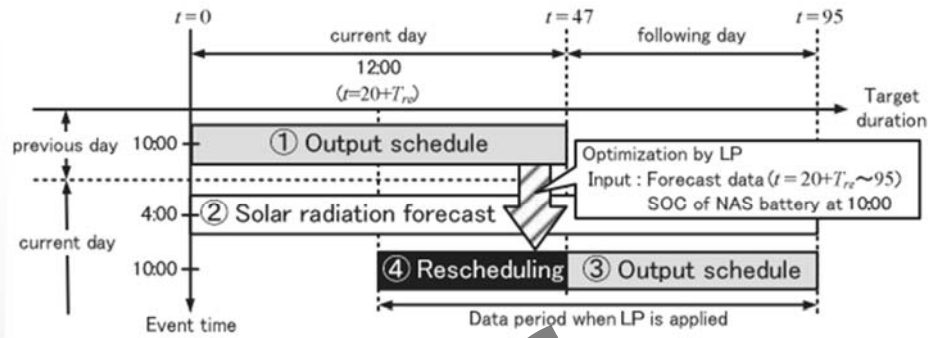 t=0
t=47
t=95
current day
following day
12:00
(t=20+Tre)
Target
duration
previous day
10:00
① Output schedule
Optimization by LP
Input : Forecast data (t=20+Tre~95)
SOC of NAS battery at 10:00
4:00
② Solar radiation forecast
current day
10:00
④ Rescheduling
③ Output schedule
Data period when LP is applied
Event time